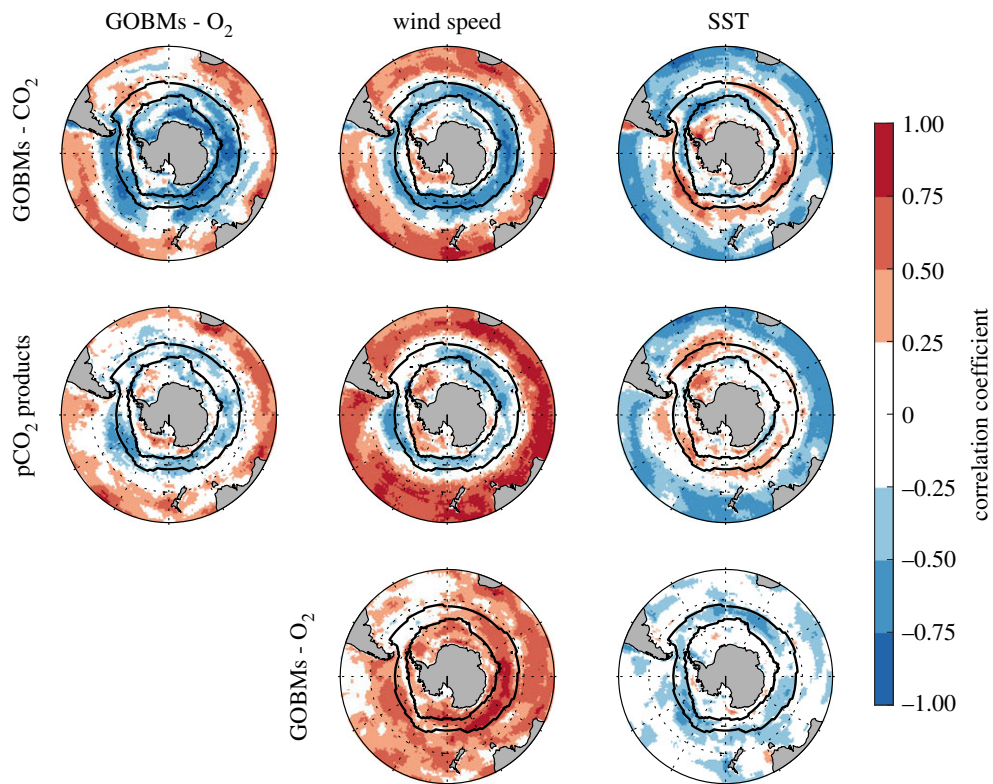 GOBMs - O₂
wind speed
SST
GOBMs - CO₂
pCO₂ products
GOBMs - O₂
1.00
0.75
0.50
0.25
0
–0.25
–0.50
–0.75
–1.00
correlation coefficient